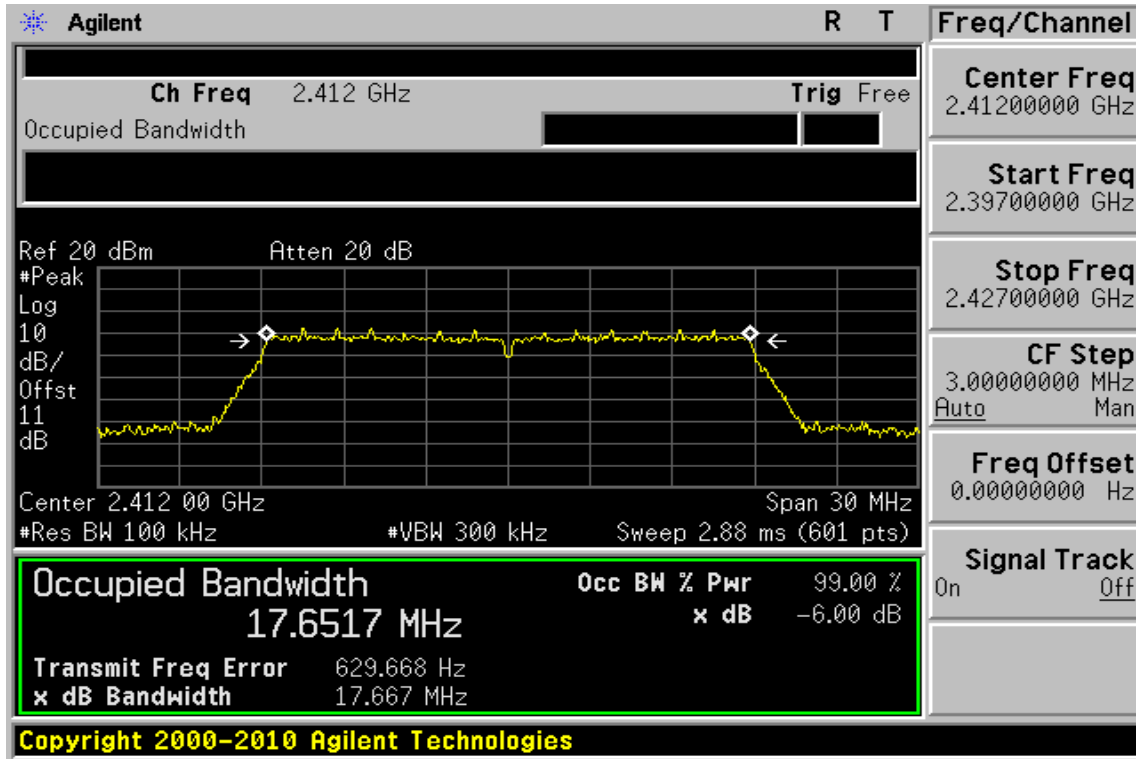 Agilent R T
Ch Freq 2.412 GHz Trig Free
Occupied Bandwidth
Ref 20 dBm Atten 20 dB
#Peak
Log
10
dB/
Offst
11
dB
Center 2.412 00 GHz Span 30 MHz
#Res BW 100 kHz #VBW 300 kHz Sweep 2.88 ms (601 pts)
Occupied Bandwidth
17.6517 MHz
Occ BW % Pwr 99.00 %
x dB -6.00 dB
Transmit Freq Error 629.668 Hz
x dB Bandwidth 17.667 MHz
Copyright 2000-2010 Agilent Technologies
Freq/Channel
Center Freq
2.41200000 GHz
Start Freq
2.39700000 GHz
Stop Freq
2.42700000 GHz
CF Step
3.00000000 MHz
Auto Man
Freq Offset
0.00000000 Hz
Signal Track
On Off